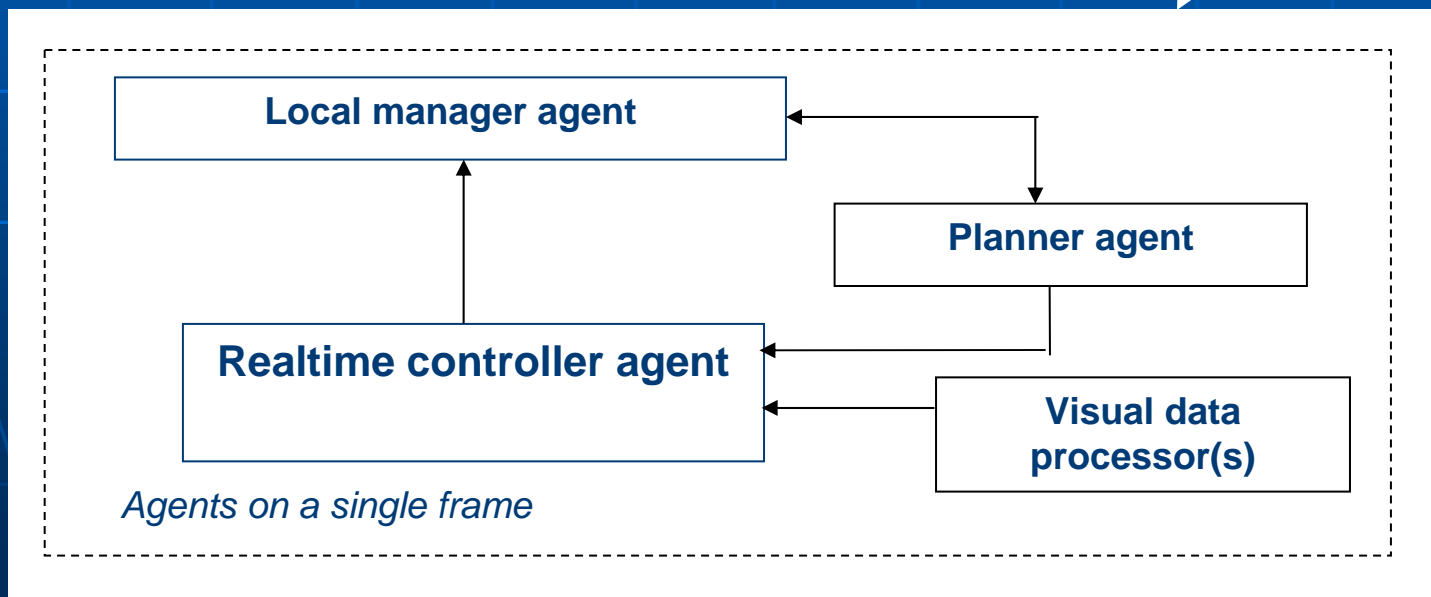 Local manager agent
Planner agent
Realtime controller agent
Visual data
processor(s)
Agents on a single frame